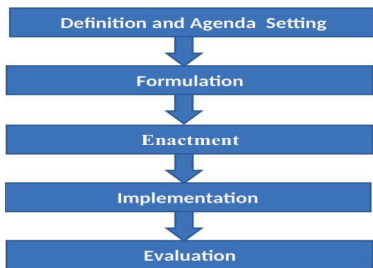 Definition and Agenda Setting
Formulation
Enactment
Implementation
Evaluation